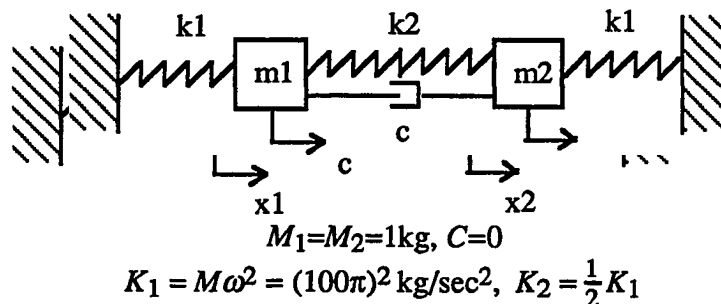 k1 k2 k1
m1 m2
c
c
x1 x2
M₁=M₂=1kg, C=0
K₁ = Mω² = (100π)² kg/sec², K₂ = ½ K₁